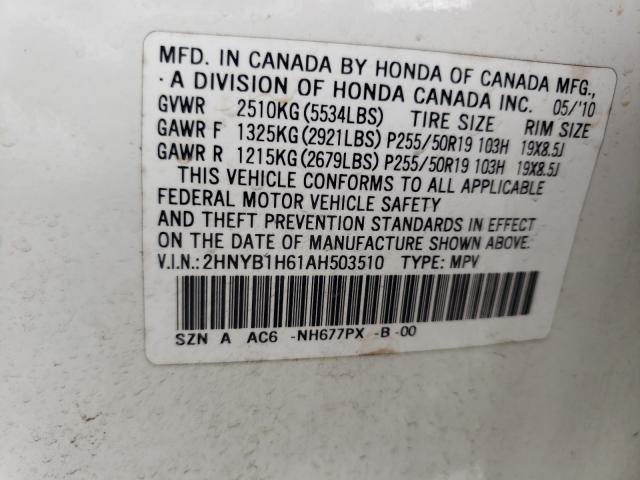 MFD. IN CANADA BY HONDA OF CANADA MFG.,
· A DIVISION OF HONDA CANADA INC. 05/'10
GVWR 2510KG(5534LBS) TIRE SIZE RIM SIZE
GAWR F 1325KG(2921LBS) P255/50R19 103H 19X8.5J
GAWR R 1215KG(2679LBS) P255/50R19 103H 19X8.5J
THIS VEHICLE CONFORMS TO ALL APPLICABLE
FEDERAL MOTOR VEHICLE SAFETY
AND THEFT PREVENTION STANDARDS IN EFFECT
ON THE DATE OF MANUFACTURE SHOWN ABOVE.
V.I.N.:2HNYB1H61AH503510 TYPE: MPV
SZN A AC6 -NH677PX -B -00